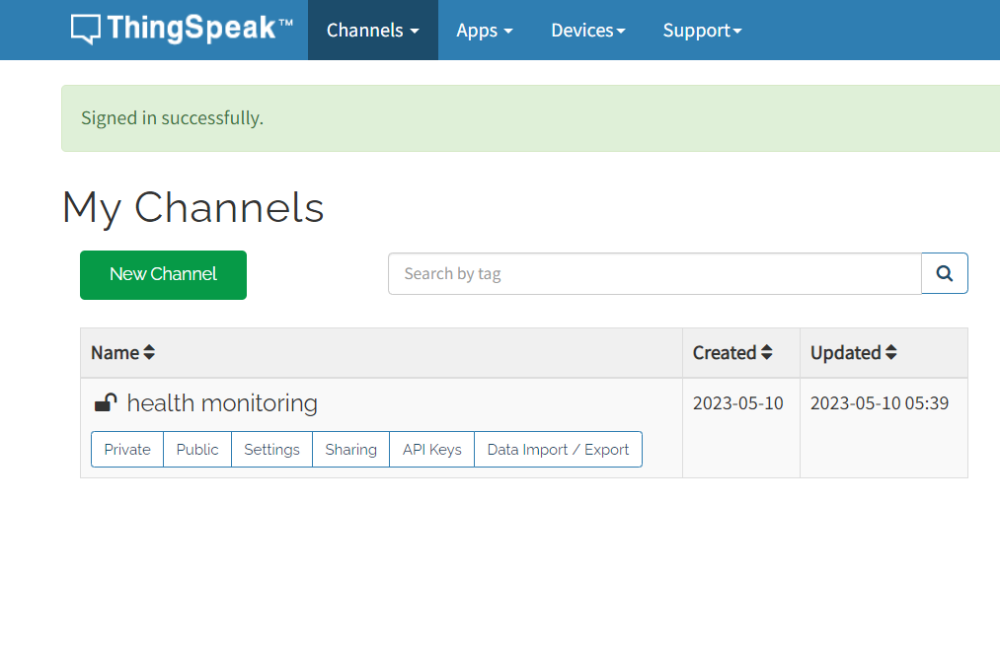 ThingSpeak™ Channels Apps Devices Support
Signed in successfully.
My Channels
New Channel Search by tag
Name Created Updated
health monitoring 2023-05-10 2023-05-10 05:39
Private Public Settings Sharing API Keys Data Import / Export